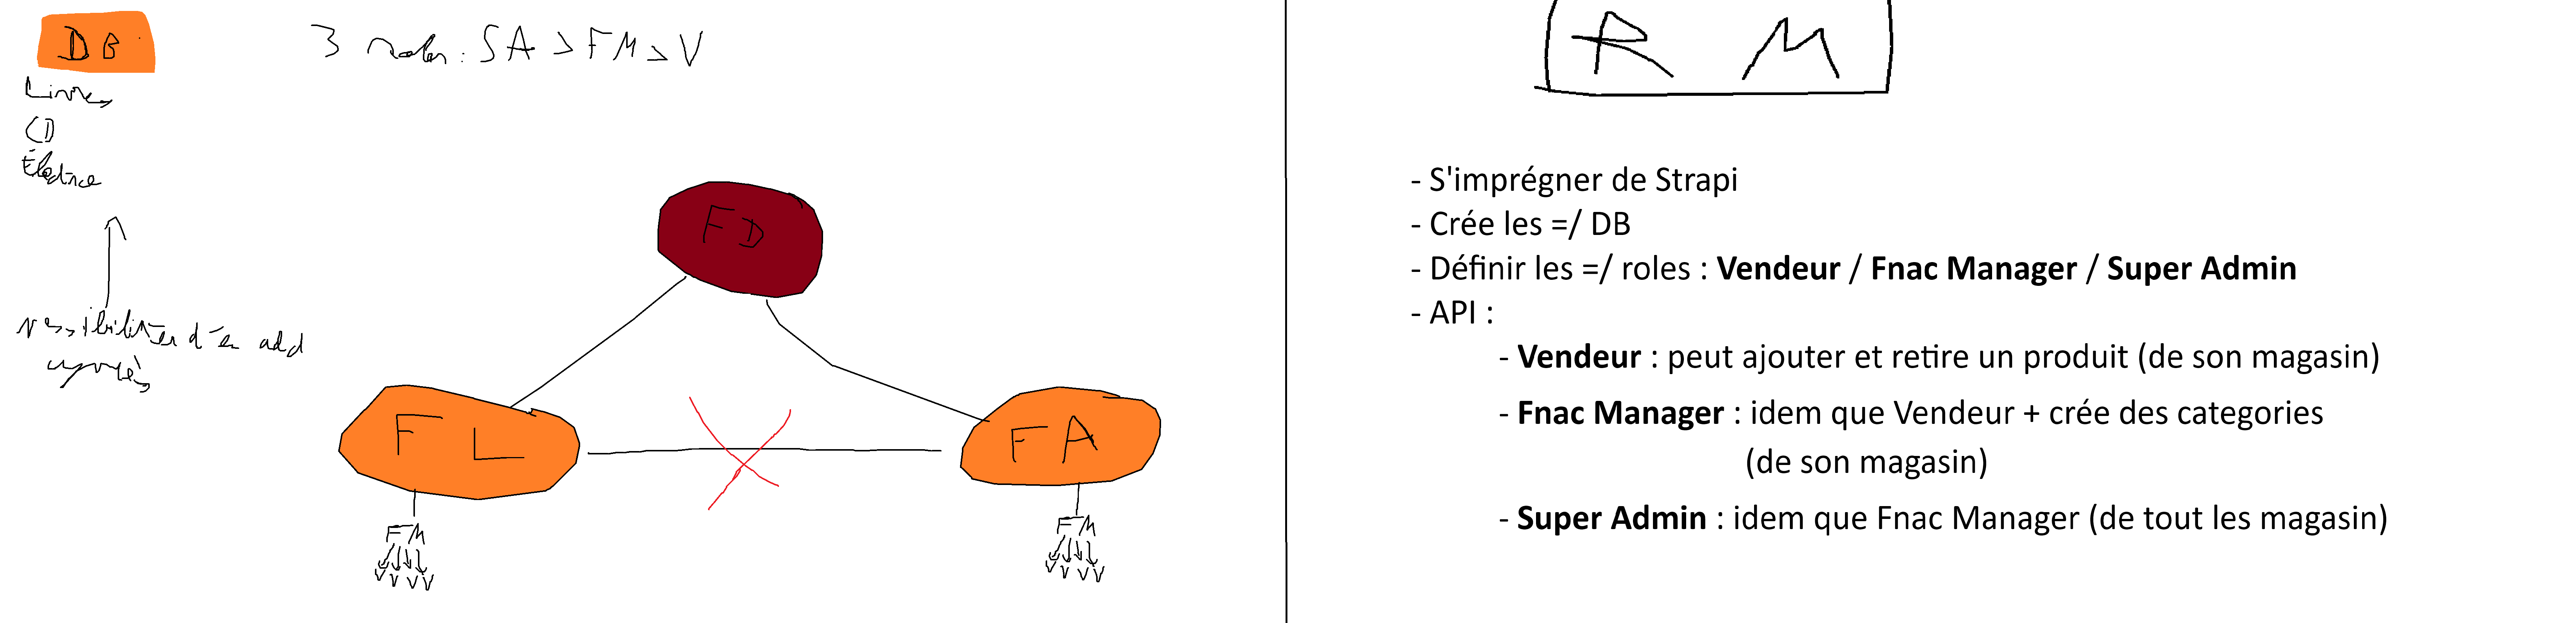 DB
Livres
CD
Électrice
3 roles : SA > FM > V
d'en add
après
FD
FL
FA
FM
V V V V
FM
V V V V
R M
- S'imprégner de Strapi
- Crée les =/ DB
- Définir les =/ roles : Vendeur / Fnac Manager / Super Admin
- API :
- Vendeur : peut ajouter et retire un produit (de son magasin)
- Fnac Manager : idem que Vendeur + crée des categories
(de son magasin)
- Super Admin : idem que Fnac Manager (de tout les magasin)